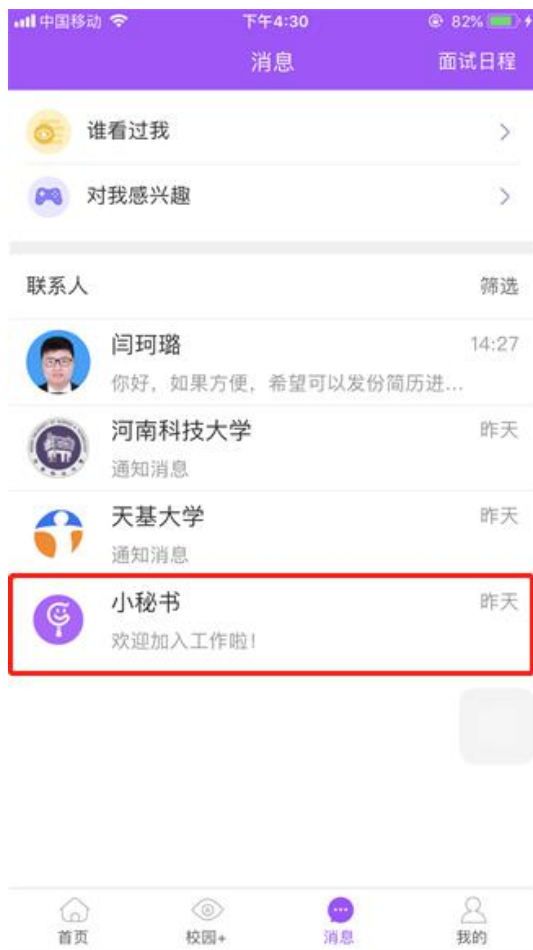 中国移动 下午4:30 82%
消息 面试日程
谁看过我
对我感兴趣
联系人 筛选
闫珂璐 14:27
你好，如果方便，希望可以发份简历进...
河南科技大学 昨天
通知消息
天基大学 昨天
通知消息
小秘书 昨天
欢迎加入工作啦！
首页 校园+ 消息 我的